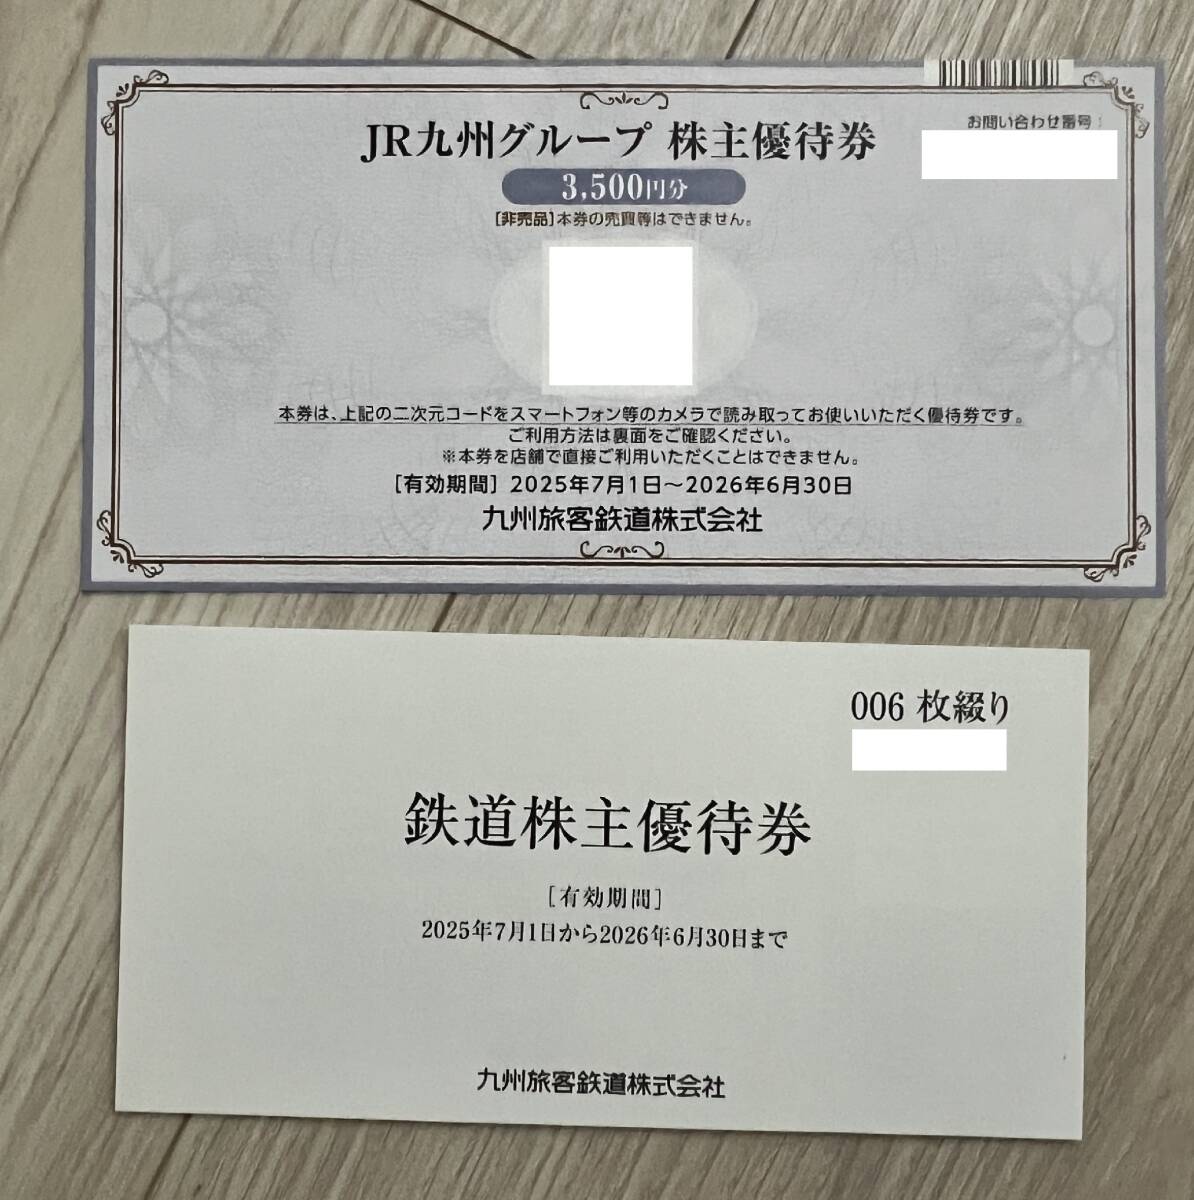 JR九州グループ 株主優待券
お問い合わせ番号:
3,500円分
[非売品]本券の売買等はできません。
本券は、上記の二次元コードをスマートフォン等のカメラで読み取ってお使いいただく優待券です。
ご利用方法は裏面をご確認ください。
※本券を店舗で直接ご利用いただくことはできません。
[有効期間] 2025年7月1日～2026年6月30日
九州旅客鉄道株式会社
006 枚綴り
鉄道株主優待券
[有効期間]
2025年7月1日から2026年6月30日まで
九州旅客鉄道株式会社